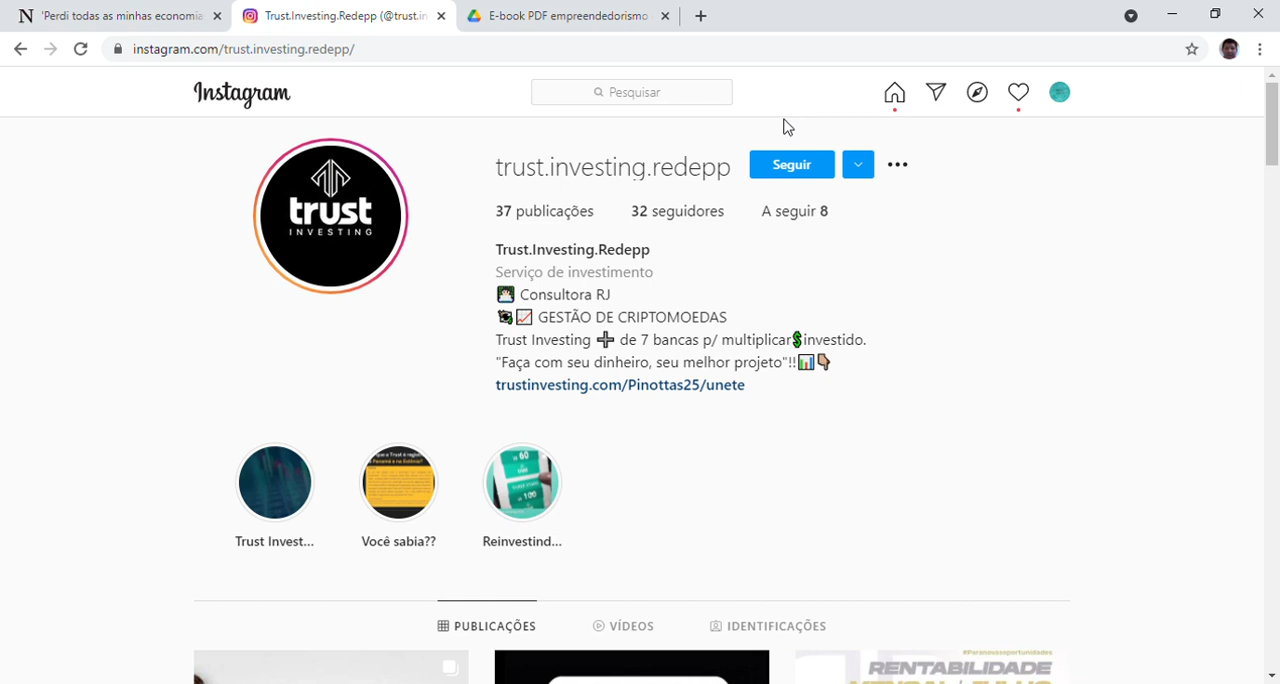 N 'Perdi todas as minhas economia
Trust.Investing.Redepp (@trust.in
E-book PDF empreendedorismo
instagram.com/trust.investing.redepp/
Instagram
Pesquisar
trust
INVESTING
trust.investing.redepp
Seguir
37 publicações
32 seguidores
A seguir 8
Trust.Investing.Redepp
Serviço de investimento
Consultora RJ
GESTÃO DE CRIPTOMOEDAS
Trust Investing ➕ de 7 bancas p/ multiplicar💲investido.
"Faça com seu dinheiro, seu melhor projeto"!!
trustinvesting.com/Pinottas25/unete
60
100
Trust Invest...
Você sabia??
Reinvestind...
PUBLICAÇÕES
VÍDEOS
IDENTIFICAÇÕES
RENTABILIDADE